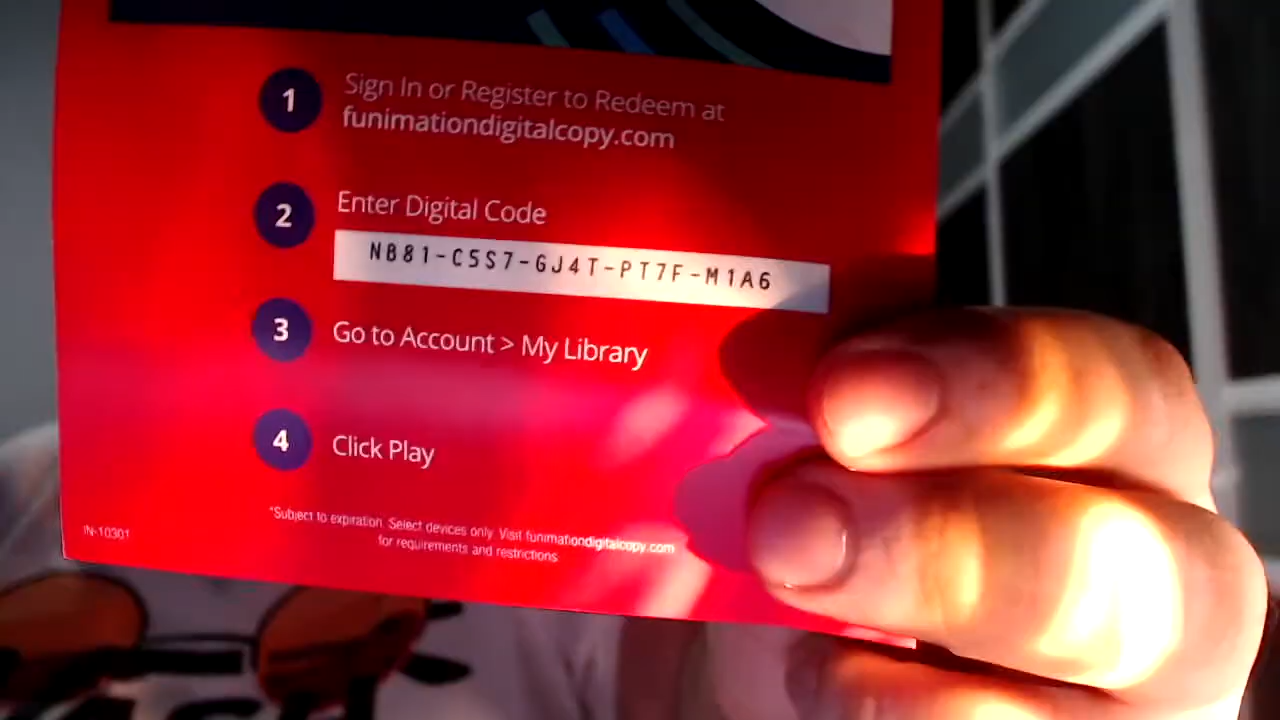 1
Sign In or Register to Redeem at
funimationdigitalcopy.com
2
Enter Digital Code
NB81-C5S7-GJ4T-PT7F-M1A6
3
Go to Account > My Library
4
Click Play
*Subject to expiration. Select devices only. Visit funimationdigitalcopy.com
for requirements and restrictions.
IN-10301